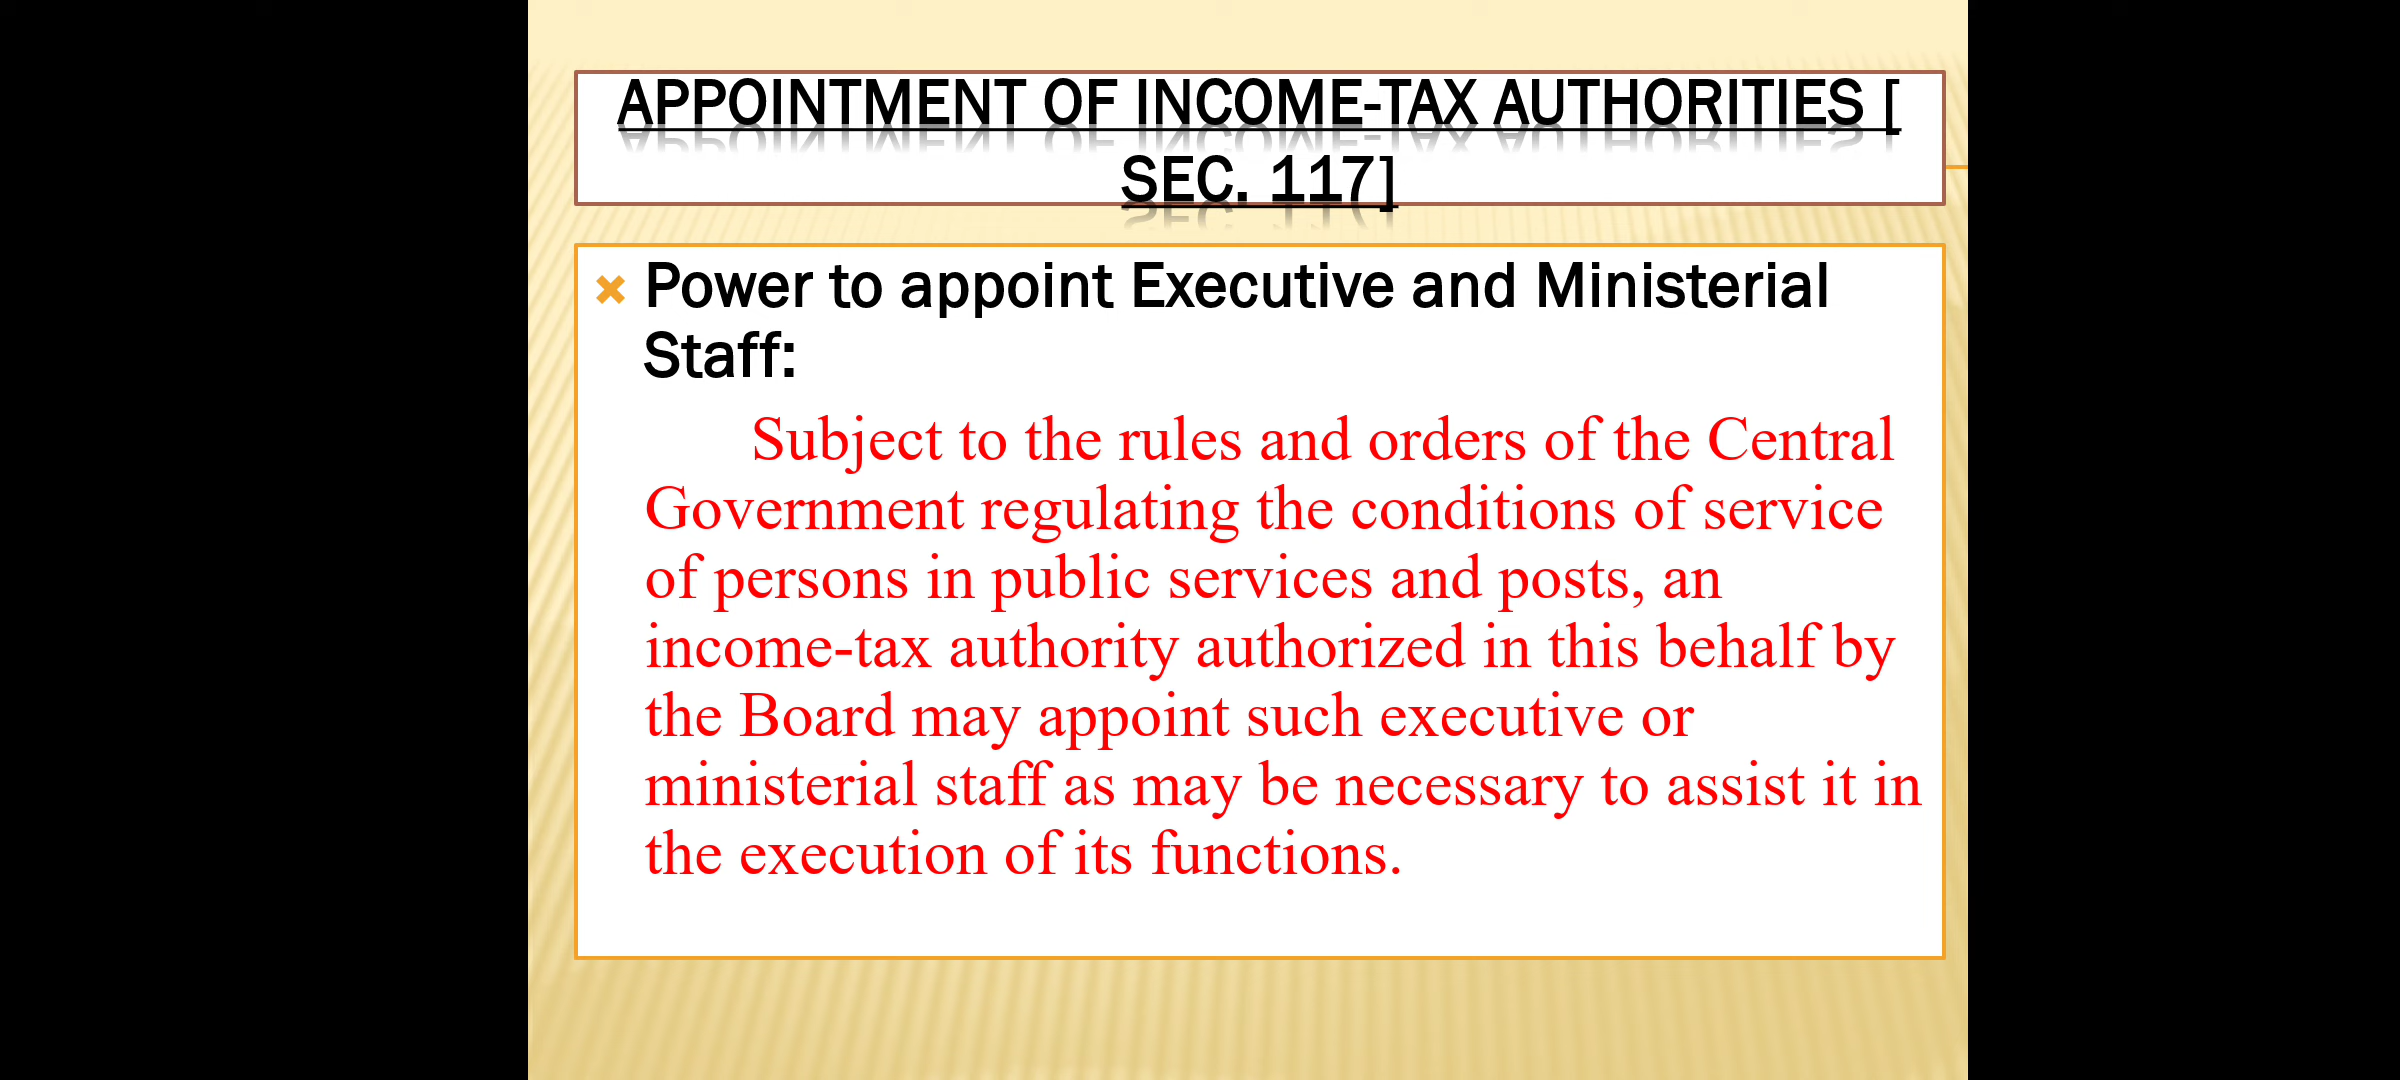 APPOINTMENT OF INCOME-TAX AUTHORITIES [
SEC. 117]
Power to appoint Executive and Ministerial
Staff:
Subject to the rules and orders of the Central
Government regulating the conditions of service
of persons in public services and posts, an
income-tax authority authorized in this behalf by
the Board may appoint such executive or
ministerial staff as may be necessary to assist it in
the execution of its functions.